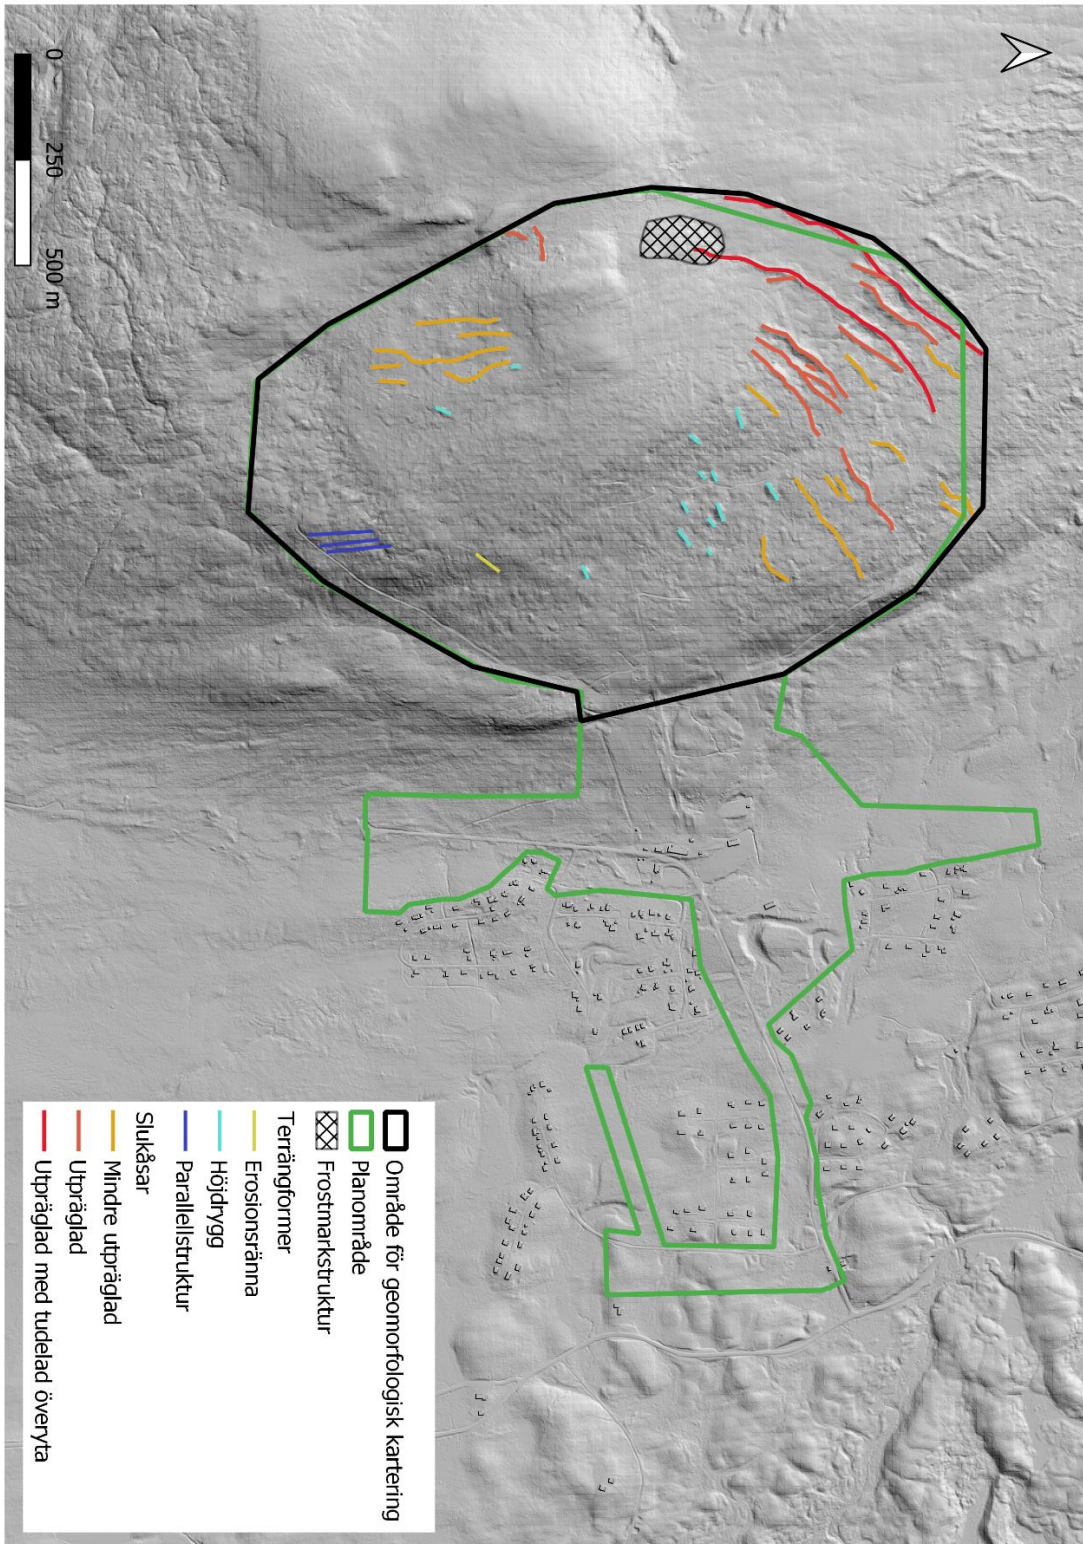 0
250
500 m
Område för geomorfologisk kartering
Planområde
Frostmarkstruktur
Terrängformer
Erosionsränna
Höjdrygg
Parallellstruktur
Slukåsar
Mindre utpräglad
Utpräglad
Utpräglad med tudelad överyta